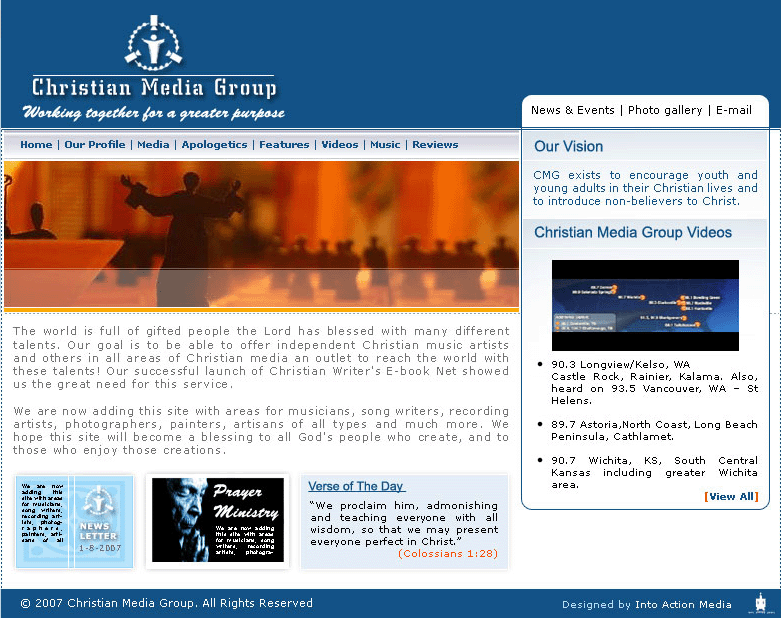 Christian Media Group
Working together for a greater purpose
News & Events | Photo gallery | E-mail
Home | Our Profile | Media | Apologetics | Features | Videos | Music | Reviews
The world is full of gifted people the Lord has blessed with many different
talents. Our goal is to be able to offer independent Christian music artists
and others in all areas of Christian media an outlet to reach the world with
these talents! Our successful launch of Christian Writer's E-book Net showed
us the great need for this service.
We are now adding this site with areas for musicians, song writers, recording
artists, photographers, painters, artisans of all types and much more. We
hope this site will become a blessing to all God's people who create, and to
those who enjoy those creations.
We are now
adding this
site with areas
for musicians,
song writers,
recording art-
ists, photog-
raphers,
painters, arti-
sans of all
NEWS
LETTER
1-8-2007
Prayer
Ministry
We are now adding
this site with areas
for musicians, song
writers, recording
artists, photogra-
Verse of The Day
“We proclaim him, admonishing
and teaching everyone with all
wisdom, so that we may present
everyone perfect in Christ.”
(Colossians 1:28)
Our Vision
CMG exists to encourage youth and
young adults in their Christian lives and
to introduce non-believers to Christ.
Christian Media Group Videos
• 90.3 Longview/Kelso, WA
Castle Rock, Rainier, Kalama. Also,
heard on 93.5 Vancouver, WA – St
Helens.
• 89.7 Astoria,North Coast, Long Beach
Peninsula, Cathlamet.
• 90.7 Wichita, KS, South Central
Kansas including greater Wichita
area.
[View All]
© 2007 Christian Media Group. All Rights Reserved
Designed by Into Action Media